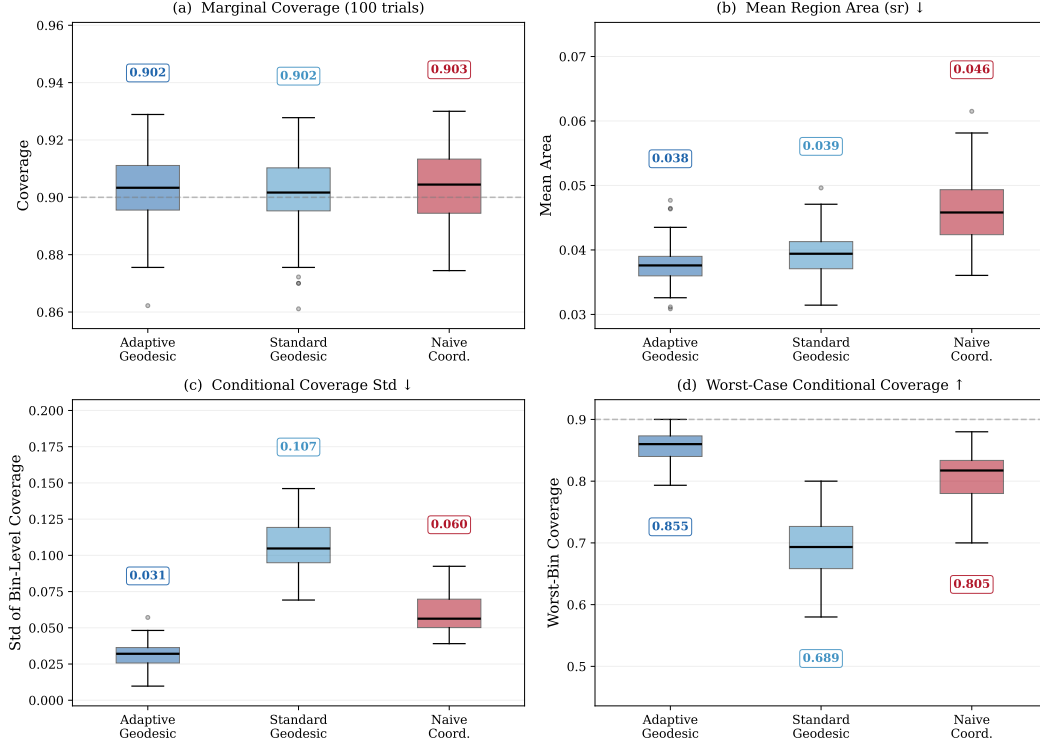 (a) Marginal Coverage (100 trials)
0.96
0.94
0.92
0.90
0.88
0.86
Coverage
0.902
0.902
0.903
Adaptive
Geodesic
Standard
Geodesic
Naive
Coord.
(b) Mean Region Area (sr) ↓
0.07
0.06
0.05
0.04
0.03
Mean Area
0.038
0.039
0.046
Adaptive
Geodesic
Standard
Geodesic
Naive
Coord.
(c) Conditional Coverage Std ↓
0.200
0.175
0.150
0.125
0.100
0.075
0.050
0.025
0.000
Std of Bin-Level Coverage
0.031
0.107
0.060
Adaptive
Geodesic
Standard
Geodesic
Naive
Coord.
(d) Worst-Case Conditional Coverage ↑
0.9
0.8
0.7
0.6
0.5
Worst-Bin Coverage
0.855
0.689
0.805
Adaptive
Geodesic
Standard
Geodesic
Naive
Coord.